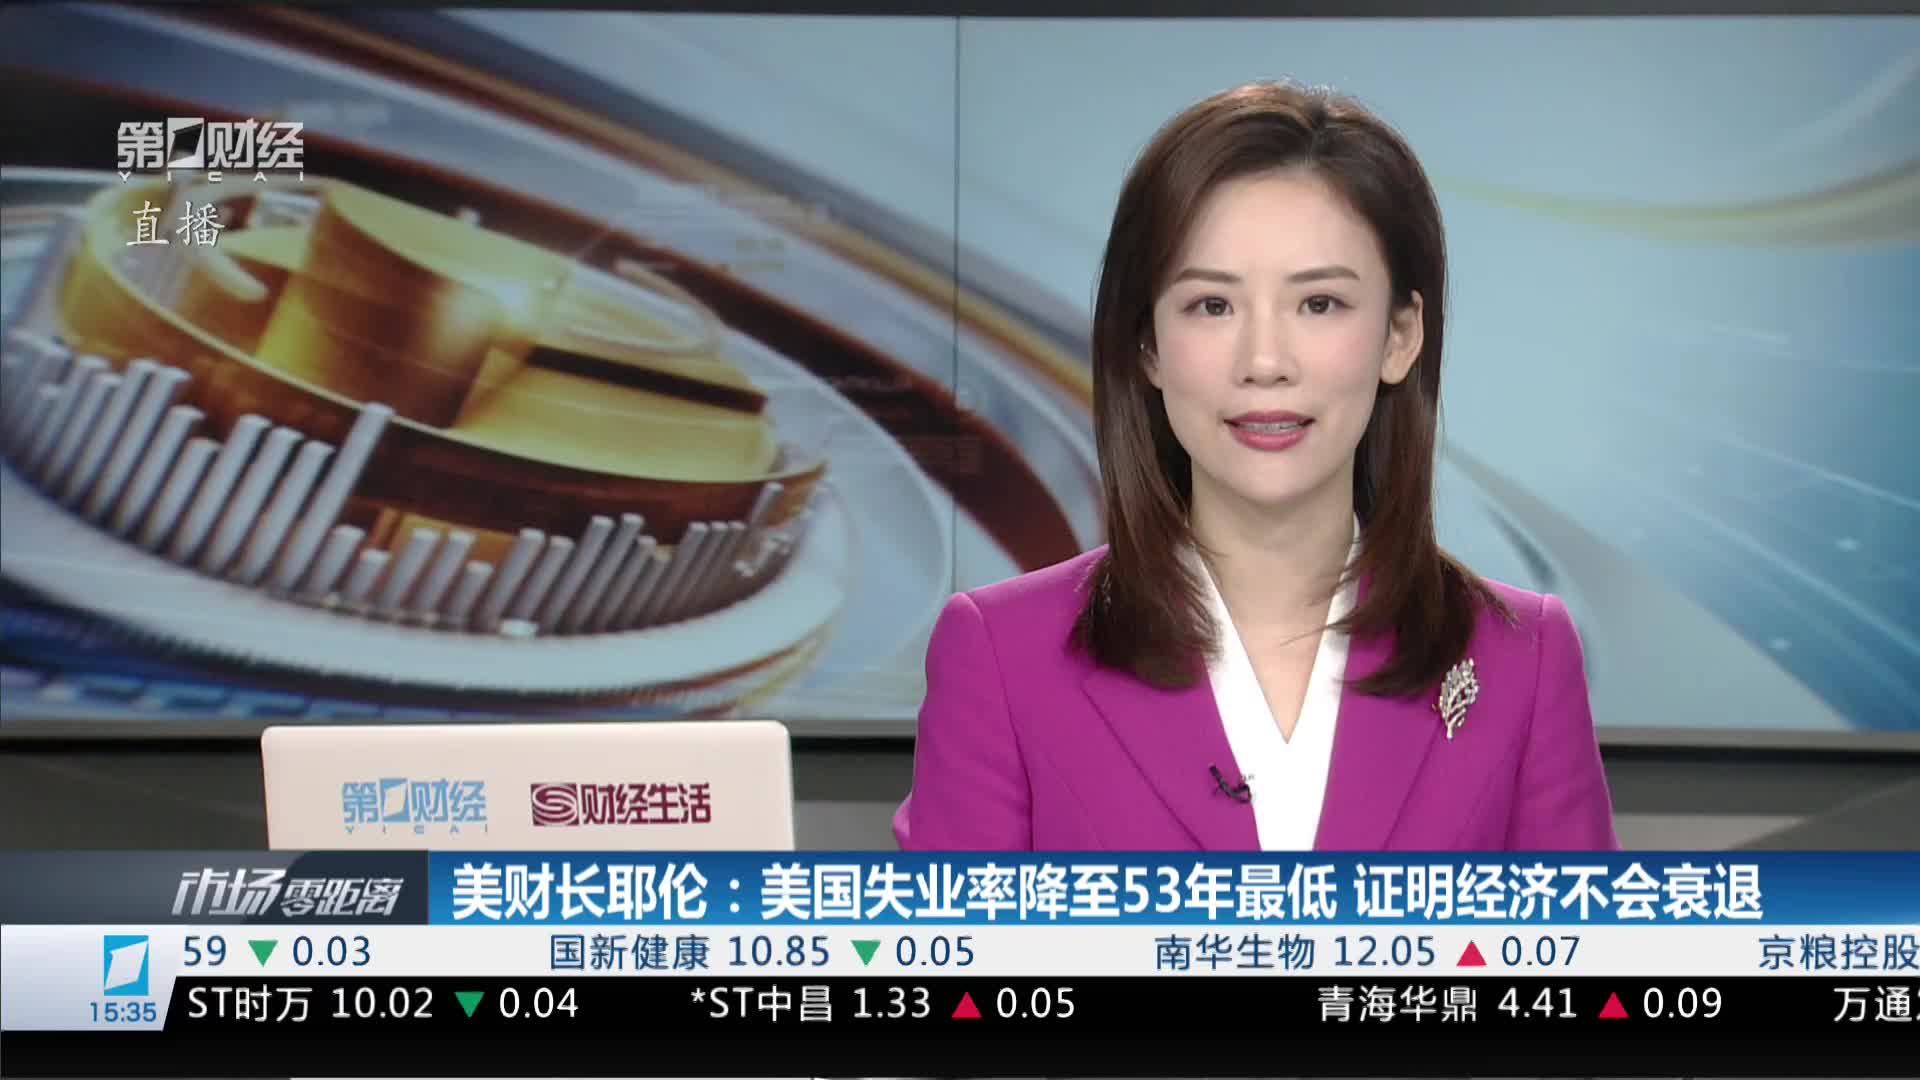 第一财经
YICAI
直播
第一财经
YICAI
财经生活
市场零距离
美财长耶伦：美国失业率降至53年最低 证明经济不会衰退
59 ▼ 0.03 国新健康 10.85 ▼ 0.05 南华生物 12.05 ▲ 0.07 京粮控股
15:35
ST时万 10.02 ▼ 0.04 *ST中昌 1.33 ▲ 0.05 青海华鼎 4.41 ▲ 0.09 万通